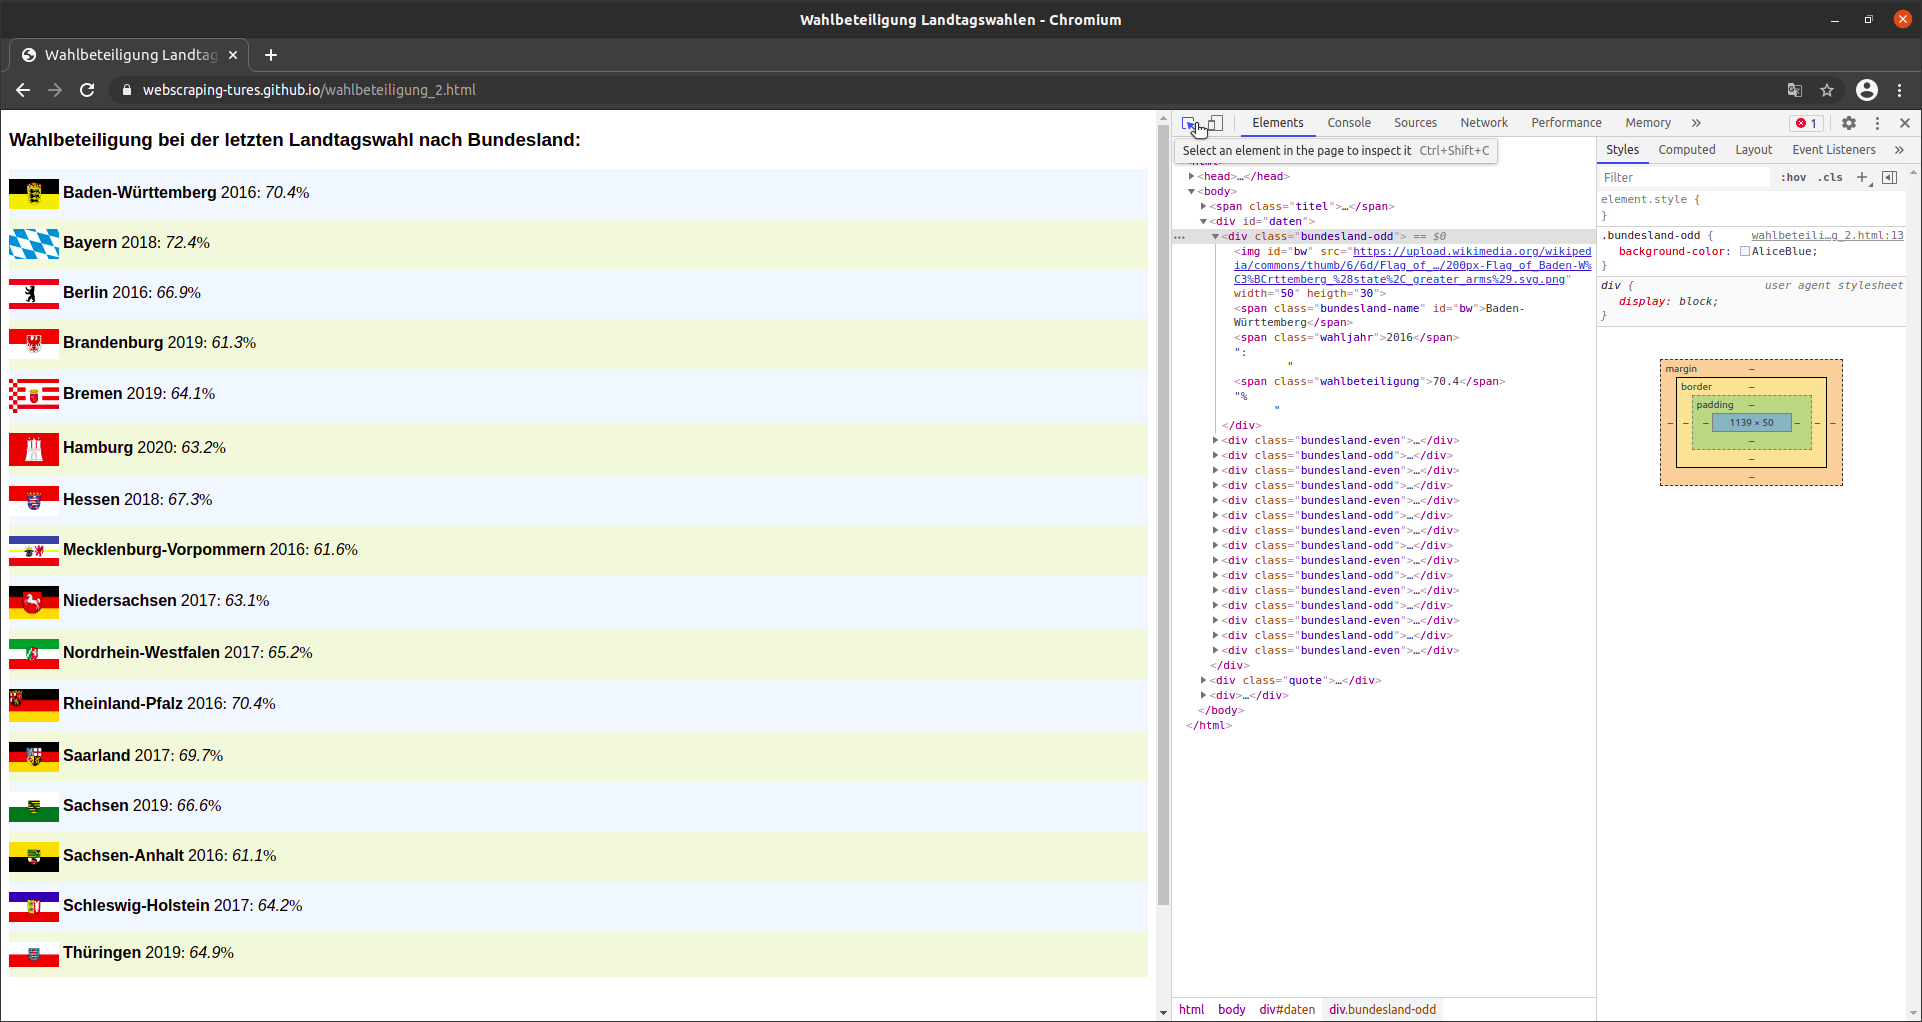 Wahlbeteiligung Landtagswahlen - Chromium
Wahlbeteiligung Landtag
webscraping-tures.github.io/wahlbeteiligung_2.html
Wahlbeteiligung bei der letzten Landtagswahl nach Bundesland:
Baden-Württemberg 2016: 70.4%
Bayern 2018: 72.4%
Berlin 2016: 66.9%
Brandenburg 2019: 61.3%
Bremen 2019: 64.1%
Hamburg 2020: 63.2%
Hessen 2018: 67.3%
Mecklenburg-Vorpommern 2016: 61.6%
Niedersachsen 2017: 63.1%
Nordrhein-Westfalen 2017: 65.2%
Rheinland-Pfalz 2016: 70.4%
Saarland 2017: 69.7%
Sachsen 2019: 66.6%
Sachsen-Anhalt 2016: 61.1%
Schleswig-Holstein 2017: 64.2%
Thüringen 2019: 64.9%
Elements Console Sources Network Performance Memory » 1
Select an element in the page to inspect it Ctrl+Shift+C
<head>…</head>
<body>
<span class="titel">…</span>
<div id="daten">
<div class="bundesland-odd"> == $0
<img id="bw" src="https://upload.wikimedia.org/wikiped
ia/commons/thumb/6/6d/Flag_of_…/200px-Flag_of_Baden-W%
C3%BCrttemberg_%28state%2C_greater_arms%29.svg.png"
width="50" heigth="30">
<span class="bundesland-name" id="bw">Baden-
Württemberg</span>
<span class="wahljahr">2016</span>
":
"
<span class="wahlbeteiligung">70.4</span>
"%
"
</div>
<div class="bundesland-even">…</div>
<div class="bundesland-odd">…</div>
<div class="bundesland-even">…</div>
<div class="bundesland-odd">…</div>
<div class="bundesland-even">…</div>
<div class="bundesland-odd">…</div>
<div class="bundesland-even">…</div>
<div class="bundesland-odd">…</div>
<div class="bundesland-even">…</div>
<div class="bundesland-odd">…</div>
<div class="bundesland-even">…</div>
<div class="bundesland-odd">…</div>
<div class="bundesland-even">…</div>
<div class="bundesland-odd">…</div>
<div class="bundesland-even">…</div>
</div>
<div class="quote">…</div>
<div>…</div>
</body>
</html>
html body div#daten div.bundesland-odd
Styles Computed Layout Event Listeners »
Filter :hov .cls +
element.style {
}
.bundesland-odd { wahlbeteili…g_2.html:13
background-color: AliceBlue;
}
div { user agent stylesheet
display: block;
}
margin –
border –
padding –
– – – 1139 × 50 – – –
–
–
–